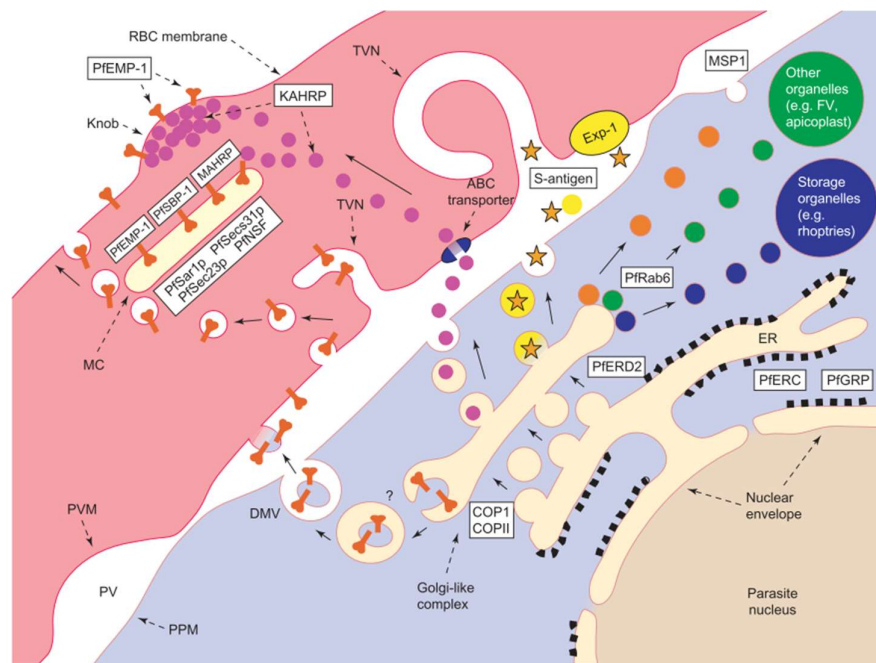 RBC membrane
PfEMP-1
TVN
MSP1
Other
organelles
(e.g. FV,
apicoplast)
KAHRP
Knob
Exp-1
S-antigen
Storage
organelles
(e.g.
rhoptries)
MAHRP
PfSBP-1
PfEMP-1
ABC
transporter
TVN
PfSar1p PfSecs31p
PfSec23p PfNSF
PfRab6
MC
ER
PfERD2
PfERC
PfGRP
DMV
?
COP1
COPII
Nuclear
envelope
PVM
PV
Golgi-like
complex
Parasite
nucleus
PPM